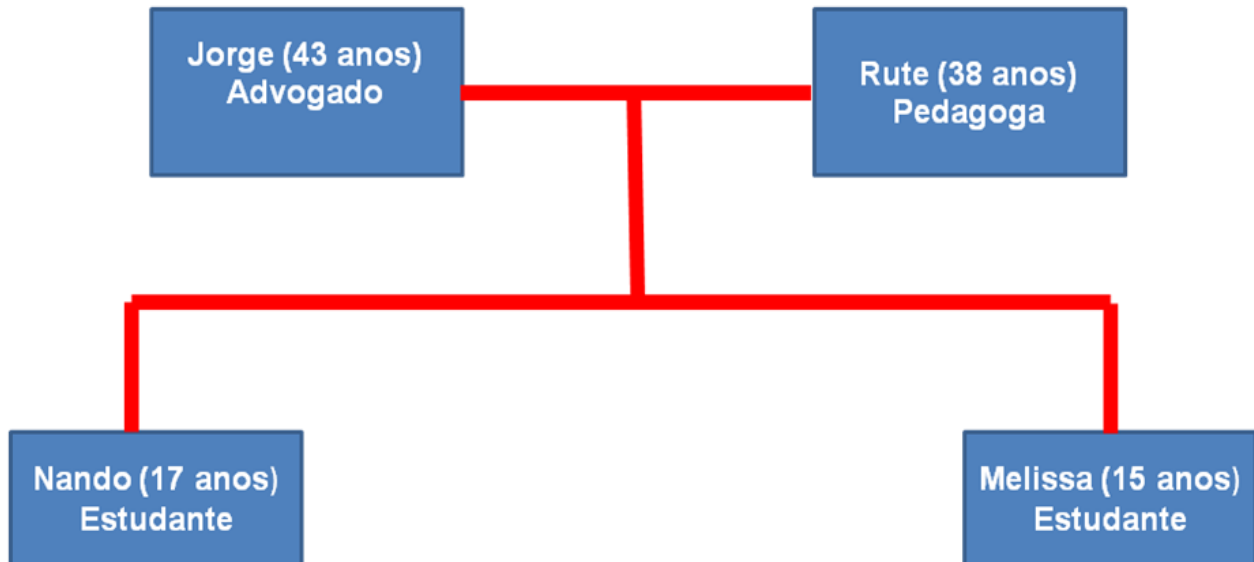 Jorge (43 anos)
Advogado
Rute (38 anos)
Pedagoga
Nando (17 anos)
Estudante
Melissa (15 anos)
Estudante